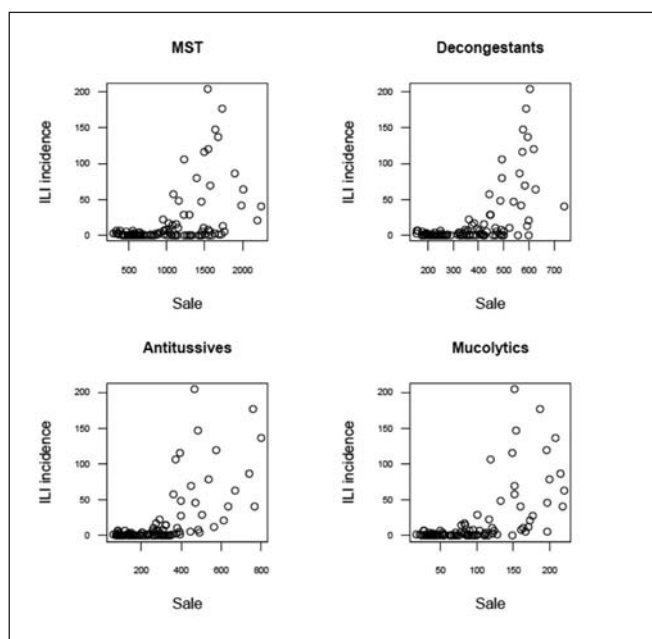 MST
ILI incidence
200
150
100
50
0
500 1000 1500 2000
Sale
Decongestants
ILI incidence
200
150
100
50
0
200 300 400 500 600 700
Sale
Antitussives
ILI incidence
200
150
100
50
0
200 400 600 800
Sale
Mucolytics
ILI incidence
200
150
100
50
0
50 100 150 200
Sale